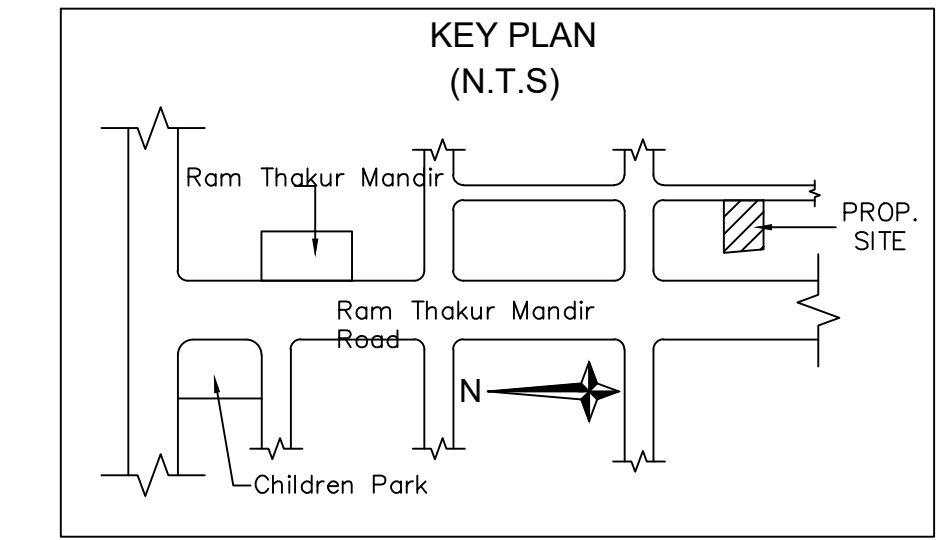 KEY PLAN
(N.T.S)
Ram Thakur Mandir
PROP.
SITE
Ram Thakur Mandir
Road
N
Children Park